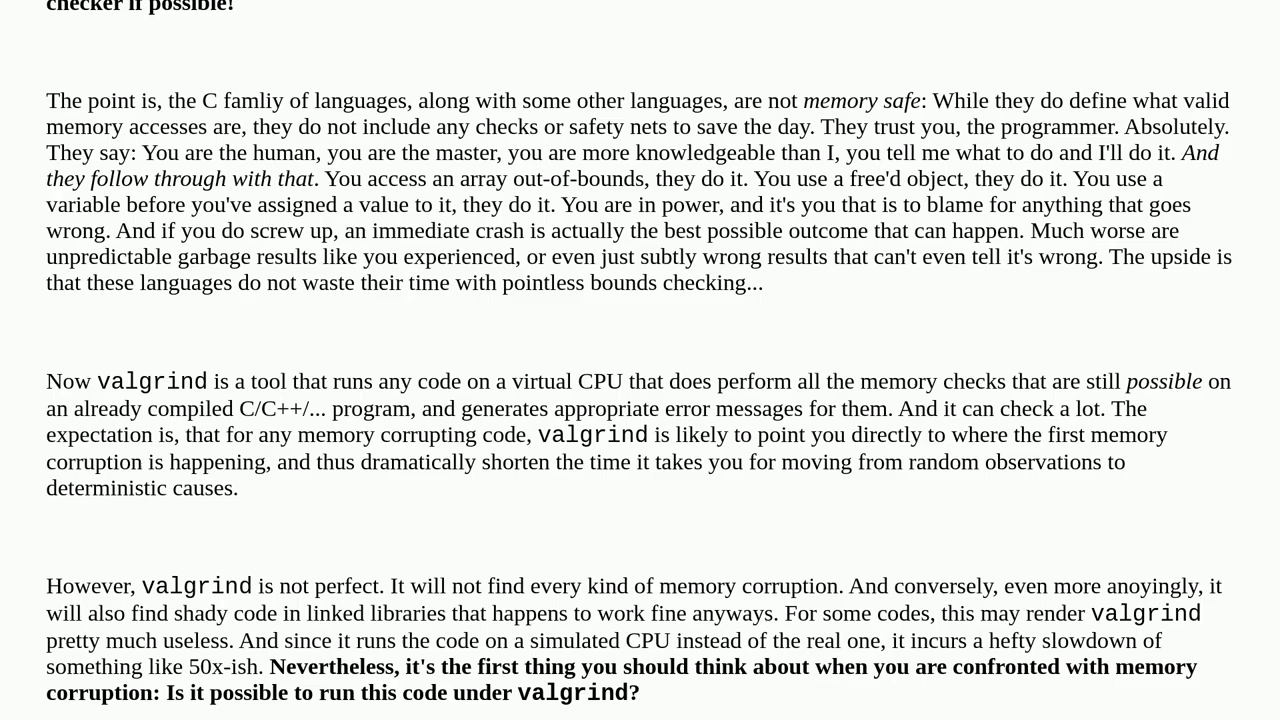 checker if possible!
The point is, the C famliy of languages, along with some other languages, are not memory safe: While they do define what valid
memory accesses are, they do not include any checks or safety nets to save the day. They trust you, the programmer. Absolutely.
They say: You are the human, you are the master, you are more knowledgeable than I, you tell me what to do and I'll do it. And
they follow through with that. You access an array out-of-bounds, they do it. You use a free'd object, they do it. You use a
variable before you've assigned a value to it, they do it. You are in power, and it's you that is to blame for anything that goes
wrong. And if you do screw up, an immediate crash is actually the best possible outcome that can happen. Much worse are
unpredictable garbage results like you experienced, or even just subtly wrong results that can't even tell it's wrong. The upside is
that these languages do not waste their time with pointless bounds checking...
Now valgrind is a tool that runs any code on a virtual CPU that does perform all the memory checks that are still possible on
an already compiled C/C++/... program, and generates appropriate error messages for them. And it can check a lot. The
expectation is, that for any memory corrupting code, valgrind is likely to point you directly to where the first memory
corruption is happening, and thus dramatically shorten the time it takes you for moving from random observations to
deterministic causes.
However, valgrind is not perfect. It will not find every kind of memory corruption. And conversely, even more anoyingly, it
will also find shady code in linked libraries that happens to work fine anyways. For some codes, this may render valgrind
pretty much useless. And since it runs the code on a simulated CPU instead of the real one, it incurs a hefty slowdown of
something like 50x-ish. Nevertheless, it's the first thing you should think about when you are confronted with memory
corruption: Is it possible to run this code under valgrind?